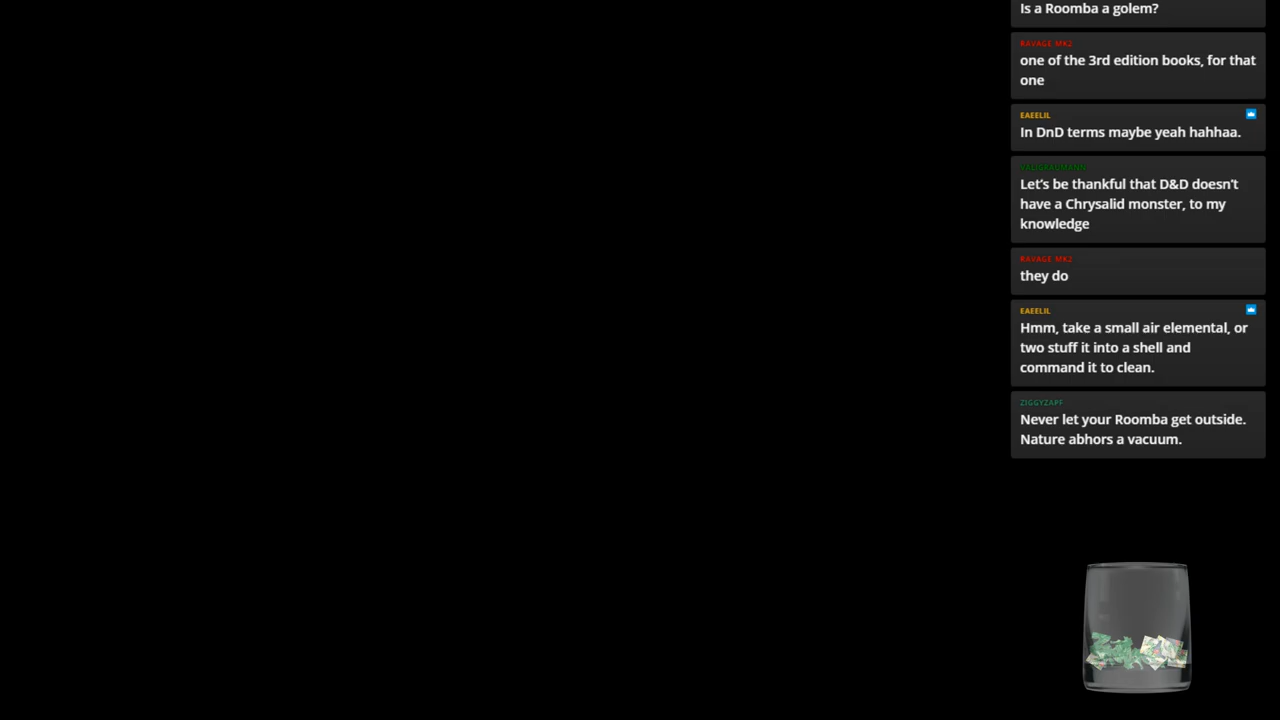 Is a Roomba a golem?
RAVAGE MK2
one of the 3rd edition books, for that
one
EAEELIL
In DnD terms maybe yeah hahhaa.
Let's be thankful that D&D doesn't
have a Chrysalid monster, to my
knowledge
RAVAGE MK2
they do
EAEELIL
Hmm, take a small air elemental, or
two stuff it into a shell and
command it to clean.
ZIGGYZAPF
Never let your Roomba get outside.
Nature abhors a vacuum.